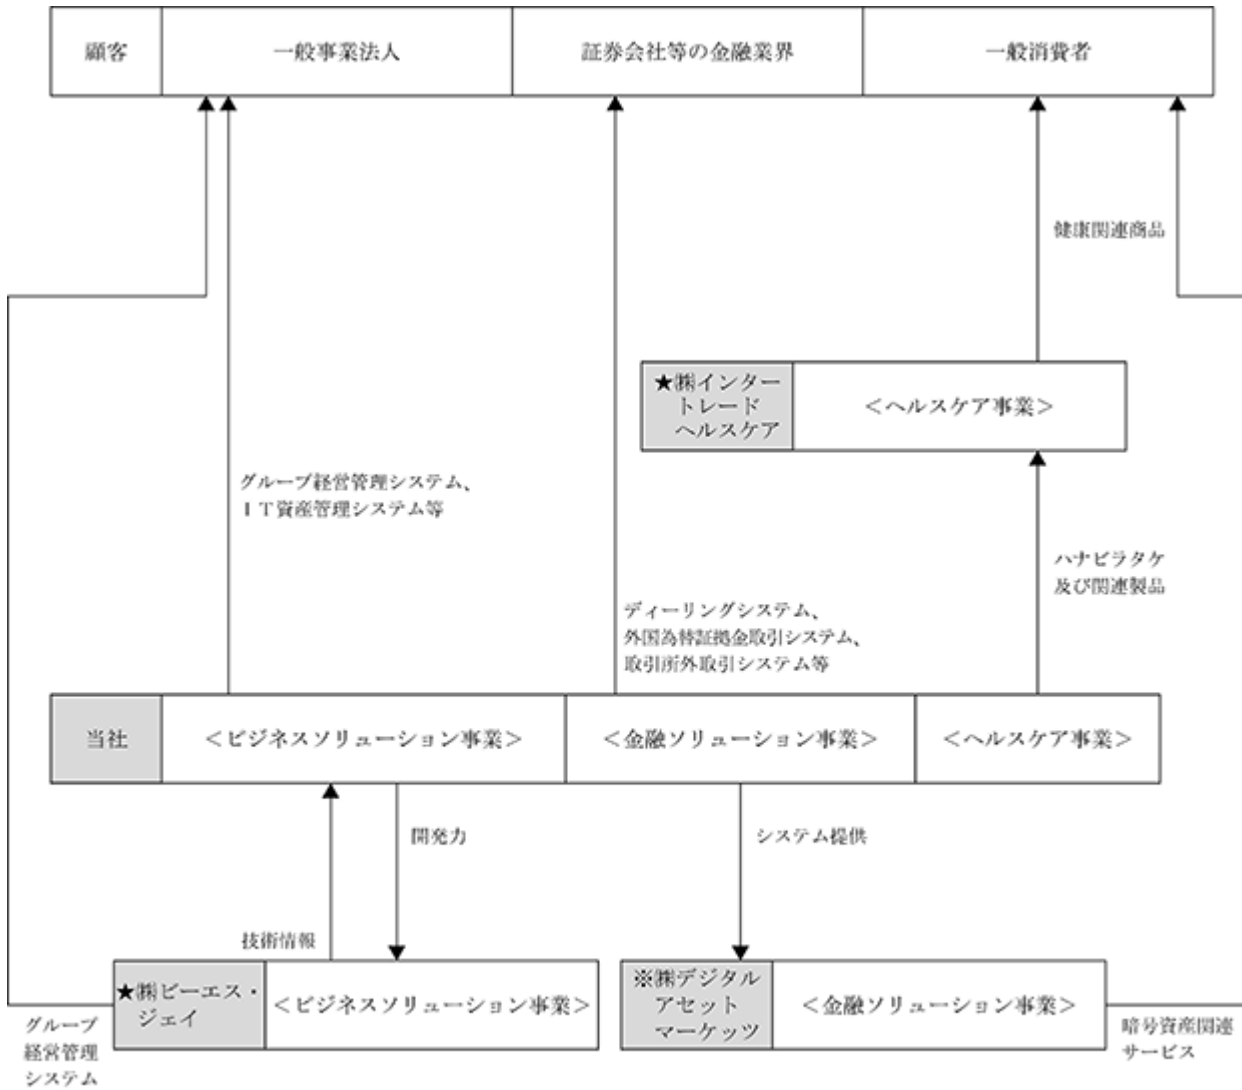 顧客
一般事業法人
証券会社等の金融業界
一般消費者
健康関連商品
★㈱インター
トレード
ヘルスケア
＜ヘルスケア事業＞
グループ経営管理システム、
ＩＴ資産管理システム等
ハナビラタケ
及び関連製品
ディーリングシステム、
外国為替証拠金取引システム、
取引所外取引システム等
当社
＜ビジネスソリューション事業＞
＜金融ソリューション事業＞
＜ヘルスケア事業＞
開発力
システム提供
技術情報
★㈱ビーエス・
ジェイ
＜ビジネスソリューション事業＞
※㈱デジタル
アセット
マーケッツ
＜金融ソリューション事業＞
グループ
経営管理
システム
暗号資産関連
サービス